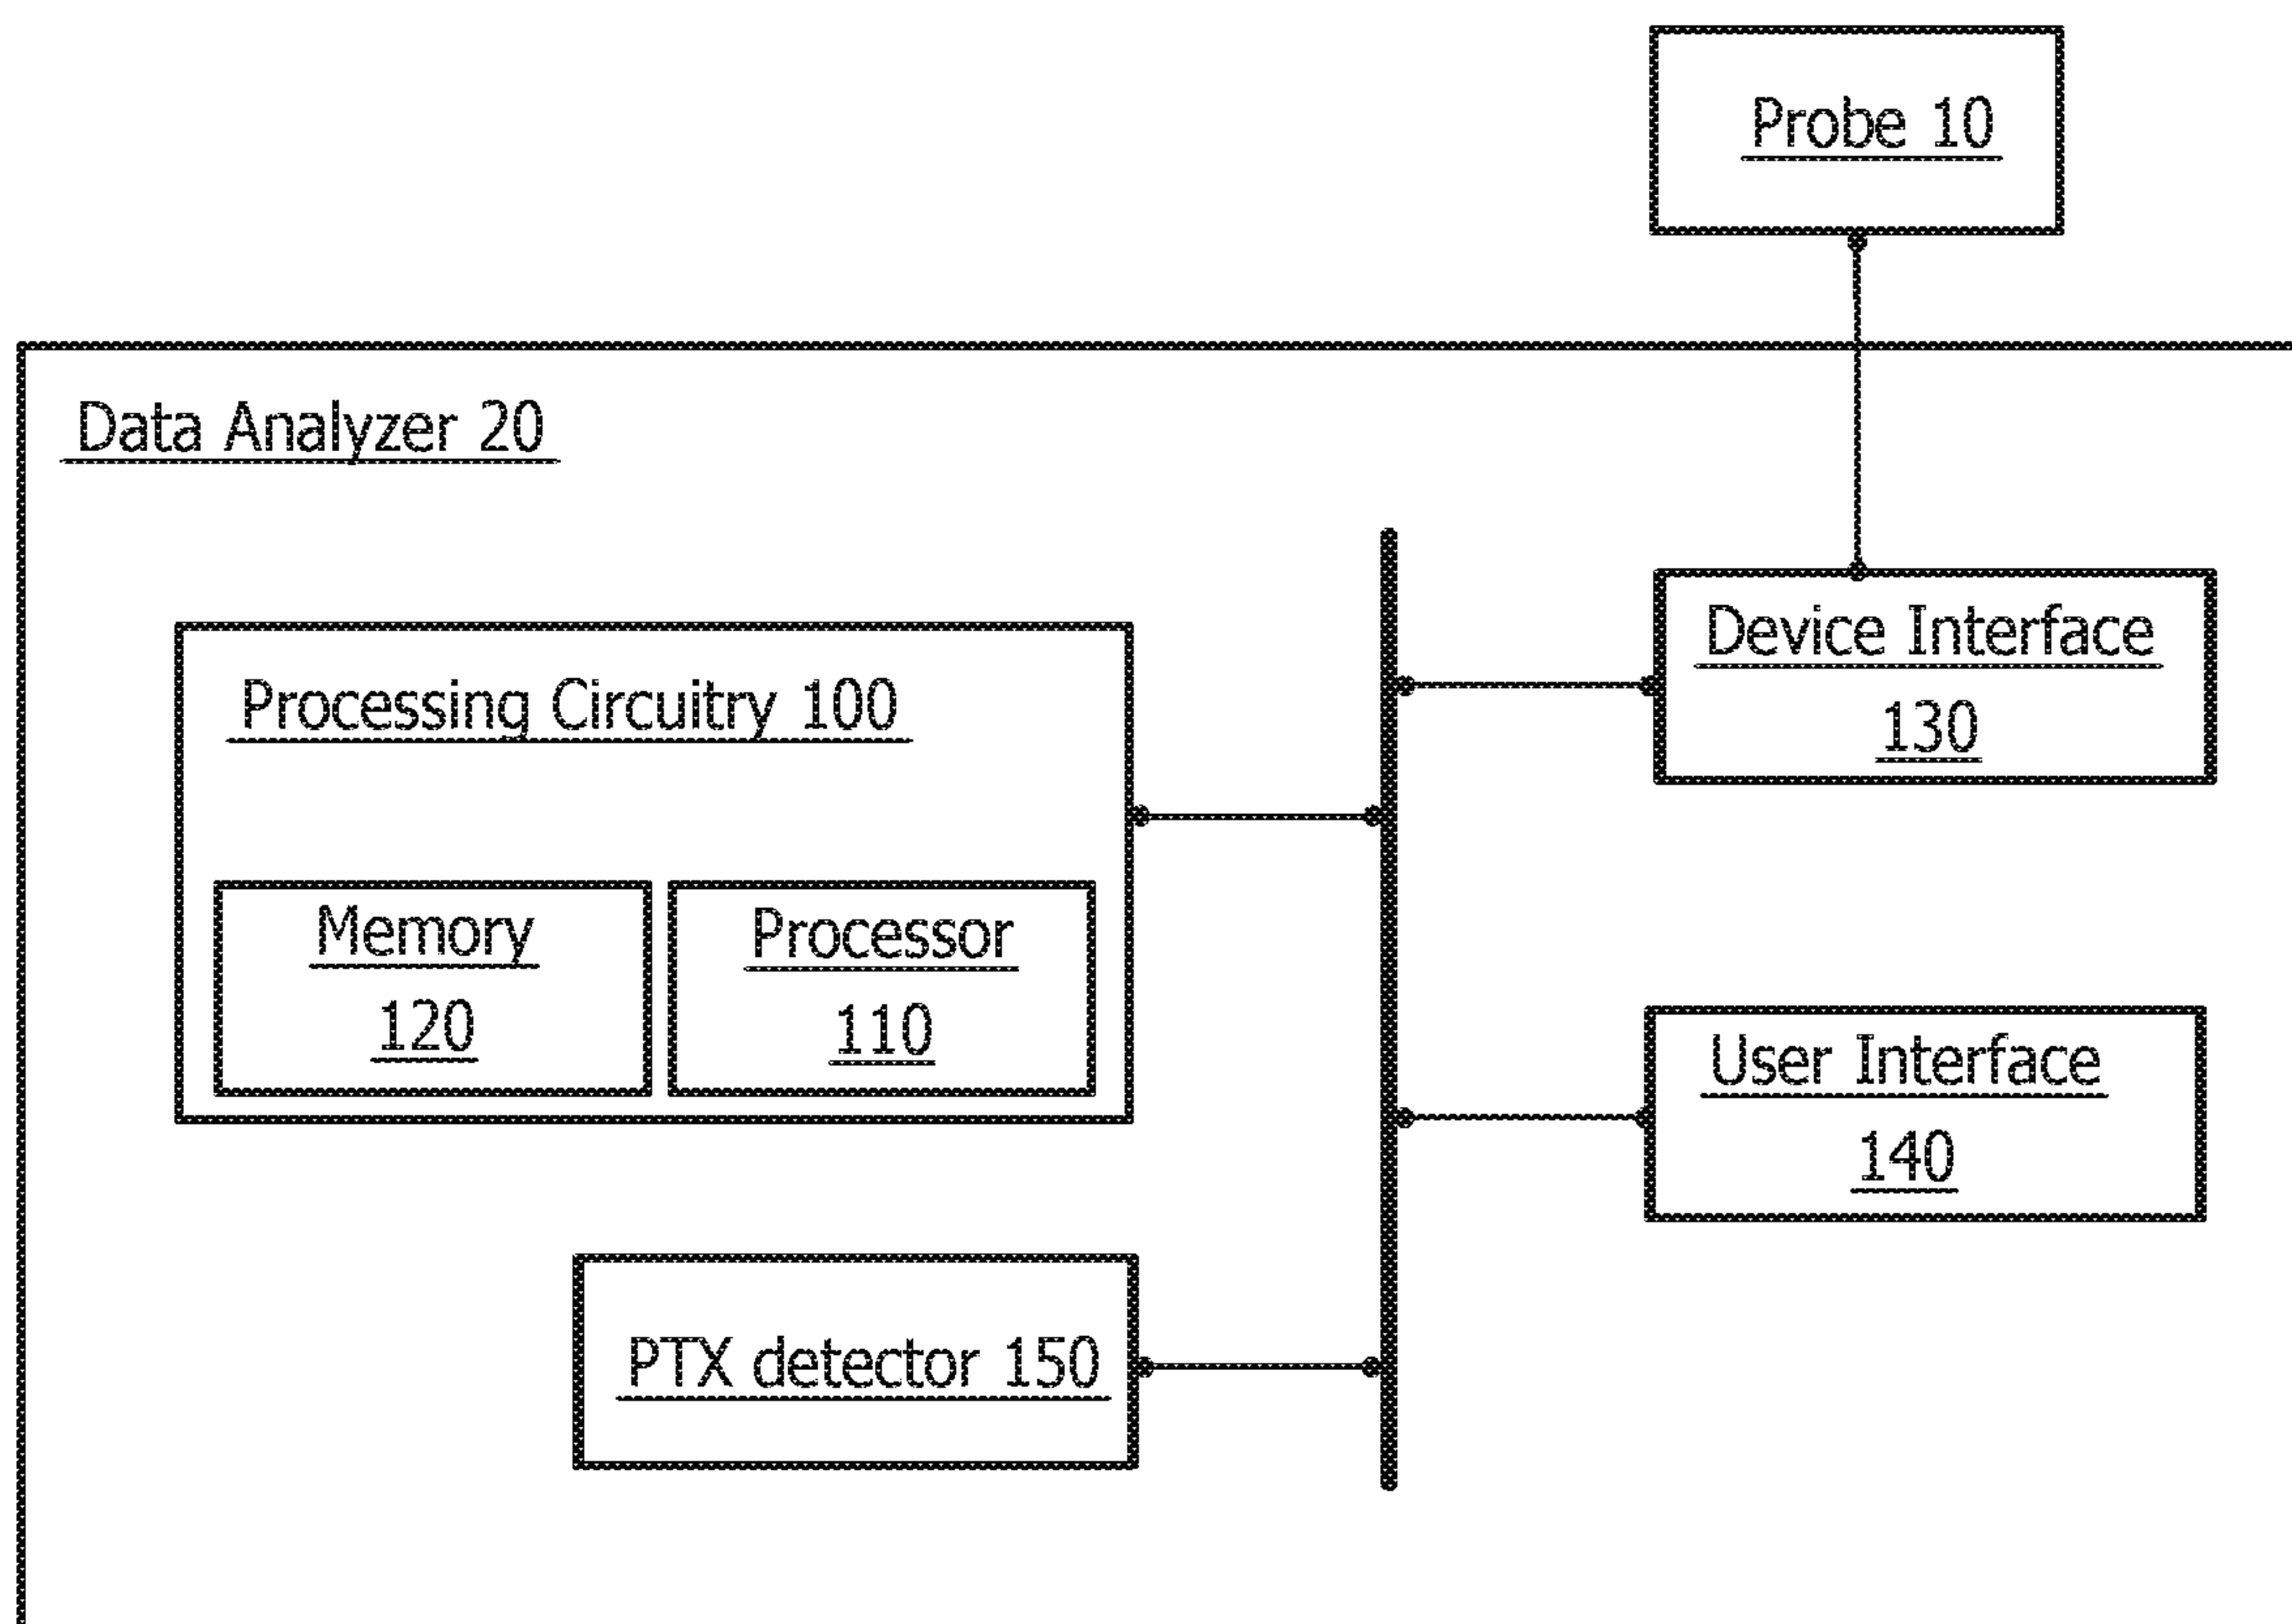 Probe 10
Data Analyzer 20
Device Interface
130
Processing Circuitry 100
Memory
120
Processor
110
User Interface
140
PTX detector 150